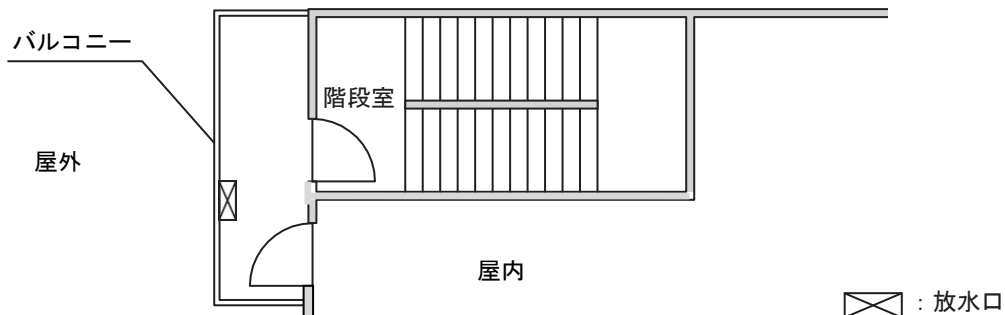 バルコニー
階段室
屋外
屋内
：放水口